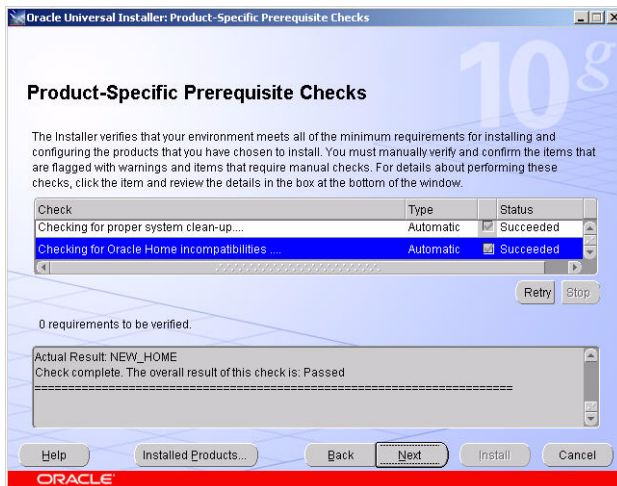 Oracle Universal Installer: Product-Specific Prerequisite Checks
10g
Product-Specific Prerequisite Checks
The Installer verifies that your environment meets all of the minimum requirements for installing and
configuring the products that you have chosen to install. You must manually verify and confirm the items that
are flagged with warnings and items that require manual checks. For details about performing these
checks, click the item and review the details in the box at the bottom of the window.
Check Type Status
Checking for proper system clean-up.... Automatic Succeeded
Checking for Oracle Home incompatibilities .... Automatic Succeeded
Retry Stop
0 requirements to be verified.
Actual Result: NEW_HOME
Check complete. The overall result of this check is: Passed
========================================================================
Help Installed Products... Back Next Install Cancel
ORACLE